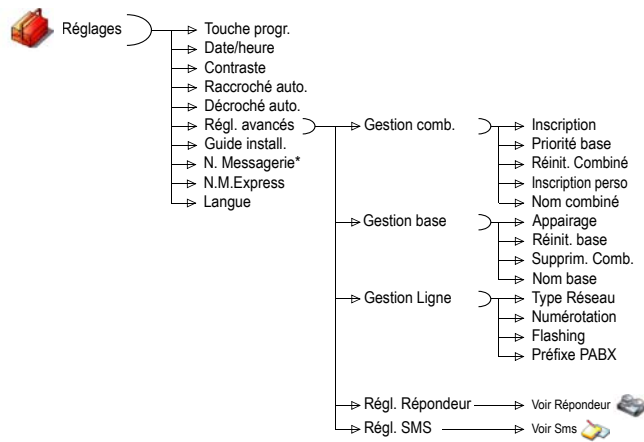 Réglages
Touche progr.
Date/heure
Contraste
Raccroché auto.
Décroché auto.
Régl. avancés
Guide install.
N. Messagerie*
N.M.Express
Langue
Gestion comb.
Inscription
Priorité base
Réinit. Combiné
Inscription perso
Nom combiné
Gestion base
Appairage
Réinit. base
Supprim. Comb.
Nom base
Gestion Ligne
Type Réseau
Numérotation
Flashing
Préfixe PABX
Régl. Répondeur
Voir Répondeur
Régl. SMS
Voir Sms